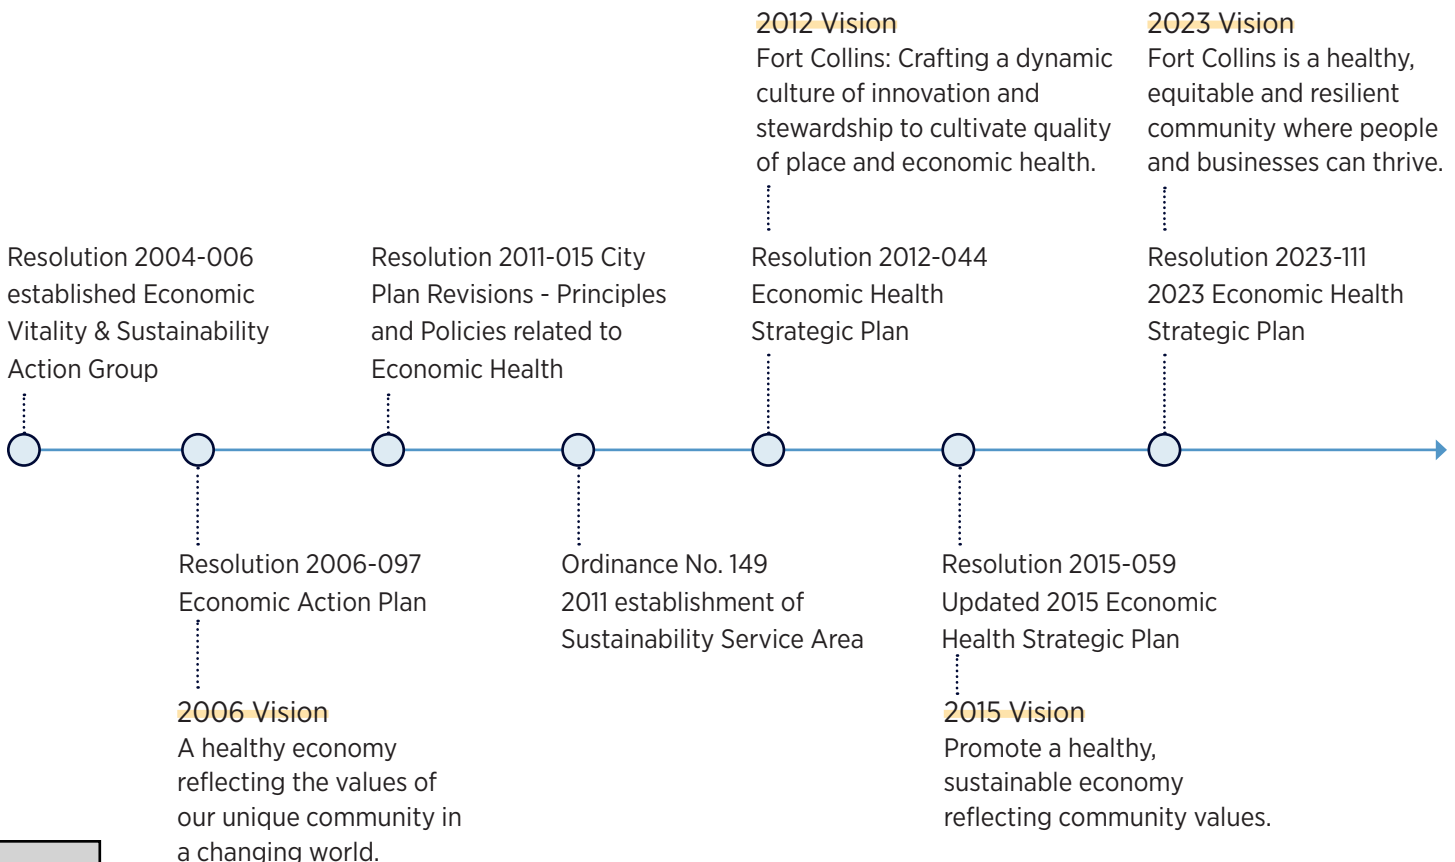 2012 Vision
Fort Collins: Crafting a dynamic
culture of innovation and
stewardship to cultivate quality
of place and economic health.
2023 Vision
Fort Collins is a healthy,
equitable and resilient
community where people
and businesses can thrive.
Resolution 2004-006
established Economic
Vitality & Sustainability
Action Group
Resolution 2011-015 City
Plan Revisions - Principles
and Policies related to
Economic Health
Resolution 2012-044
Economic Health
Strategic Plan
Resolution 2023-111
2023 Economic Health
Strategic Plan
Resolution 2006-097
Economic Action Plan
2006 Vision
A healthy economy
reflecting the values of
our unique community in
a changing world.
Ordinance No. 149
2011 establishment of
Sustainability Service Area
Resolution 2015-059
Updated 2015 Economic
Health Strategic Plan
2015 Vision
Promote a healthy,
sustainable economy
reflecting community values.